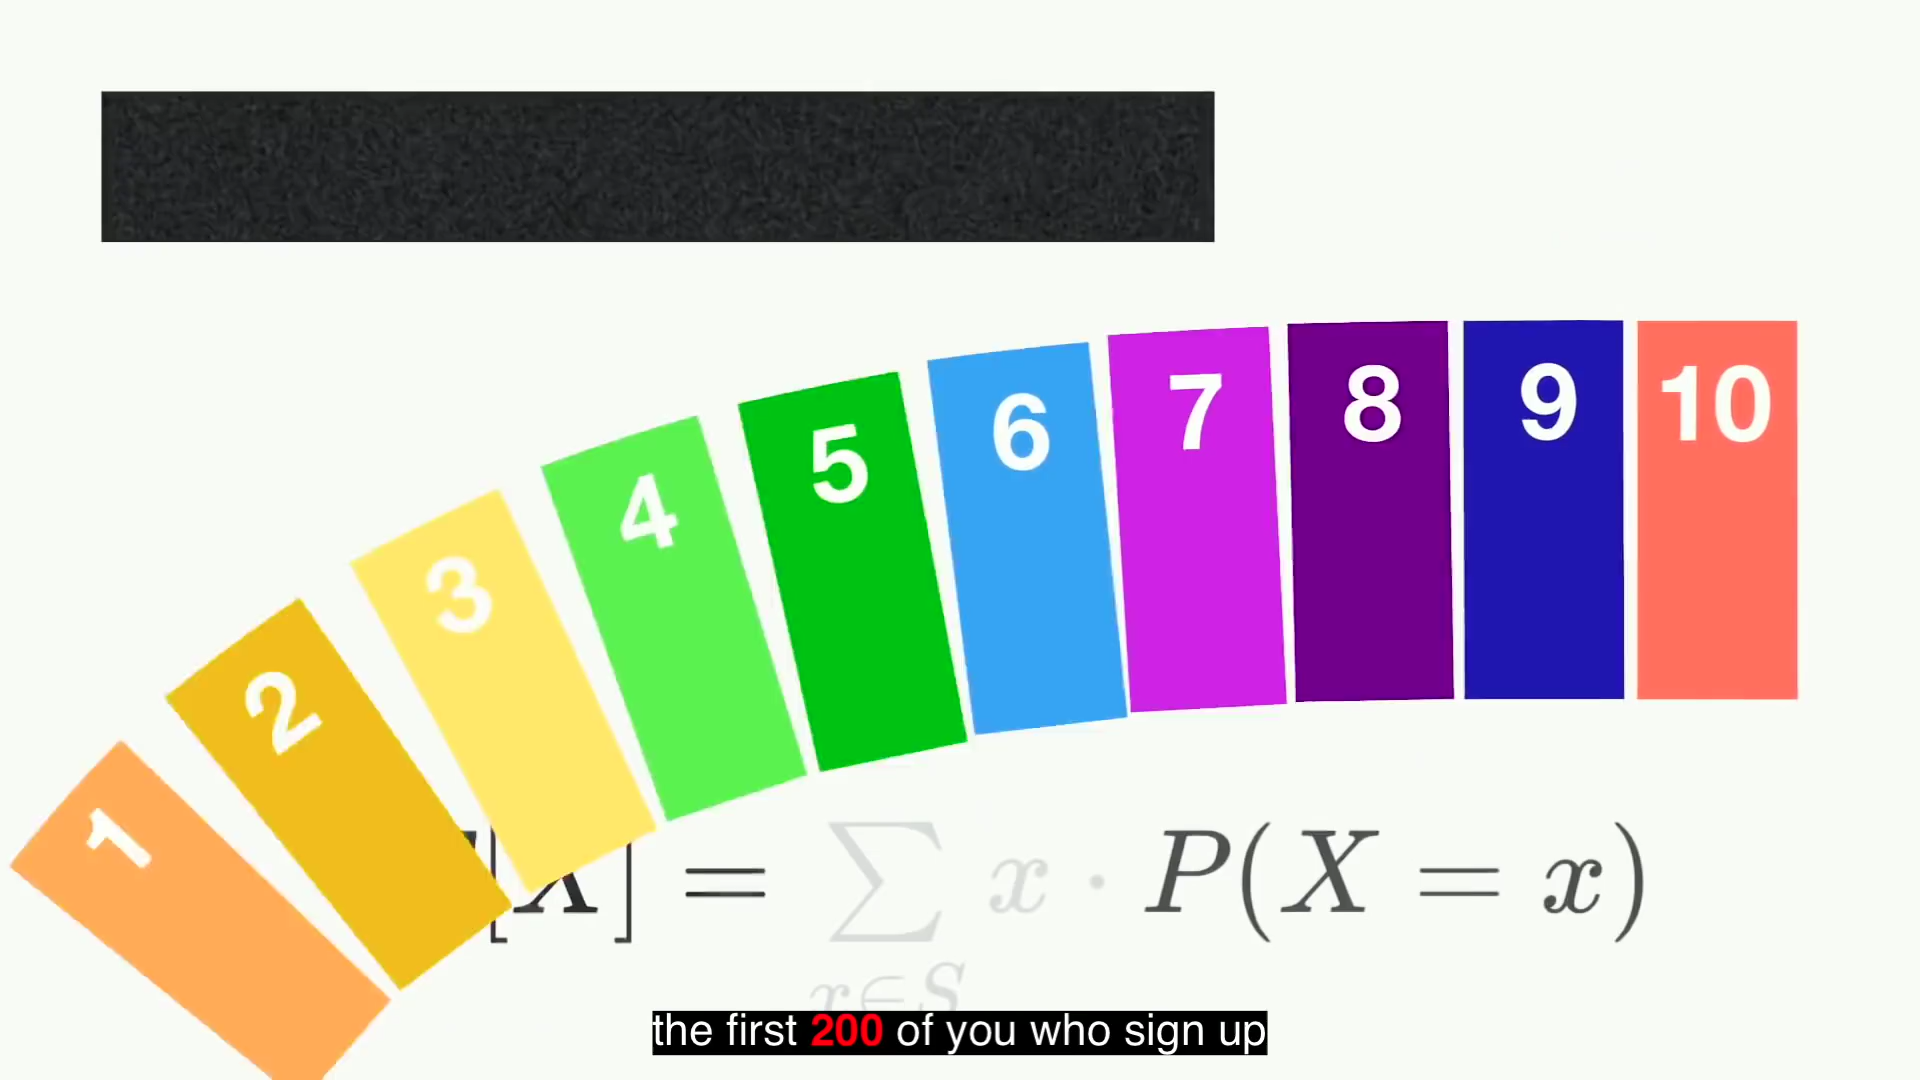 1 2 3 4 5 6 7 8 9 10
[X] = ∑ x · P(X = x)
x∈S
the first 200 of you who sign up